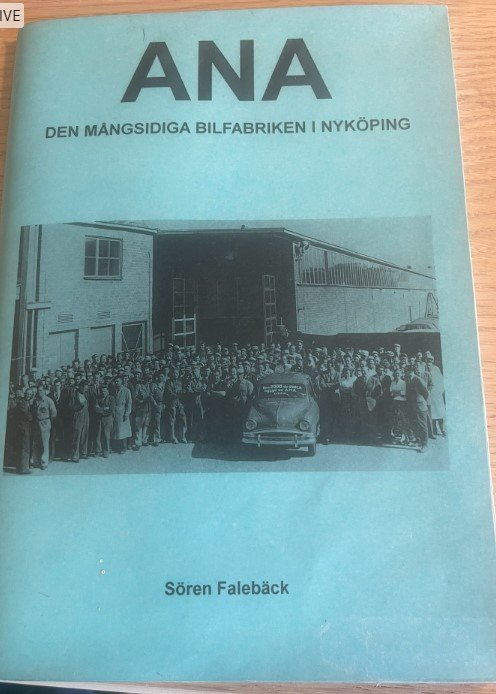 IVE
ANA
DEN MÅNGSIDIGA BILFABRIKEN I NYKÖPING
Sören Falebäck